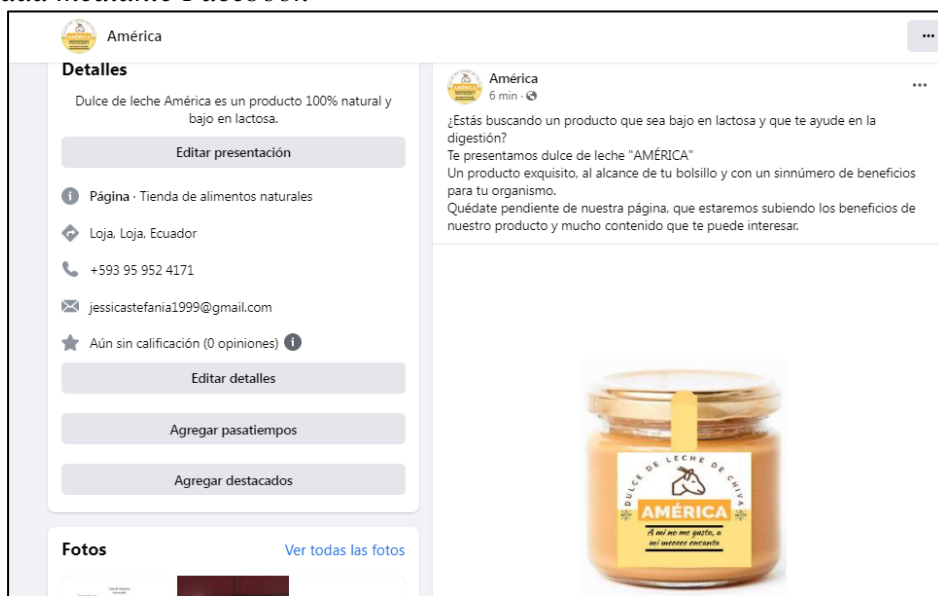 América
Detalles
Dulce de leche América es un producto 100% natural y
bajo en lactosa.
Editar presentación
Página · Tienda de alimentos naturales
Loja, Loja, Ecuador
+593 95 952 4171
jessicastefania1999@gmail.com
Aún sin calificación (0 opiniones)
Editar detalles
Agregar pasatiempos
Agregar destacados
Fotos
Ver todas las fotos
América
6 min ·
¿Estás buscando un producto que sea bajo en lactosa y que te ayude en la
digestión?
Te presentamos dulce de leche "AMÉRICA"
Un producto exquisito, al alcance de tu bolsillo y con un sinnúmero de beneficios
para tu organismo.
Quédate pendiente de nuestra página, que estaremos subiendo los beneficios de
nuestro producto y mucho contenido que te puede interesar.
DULCE DE LECHE DE CHIVA
AMÉRICA
A mí no me gusta, a
mí meeeee encanta